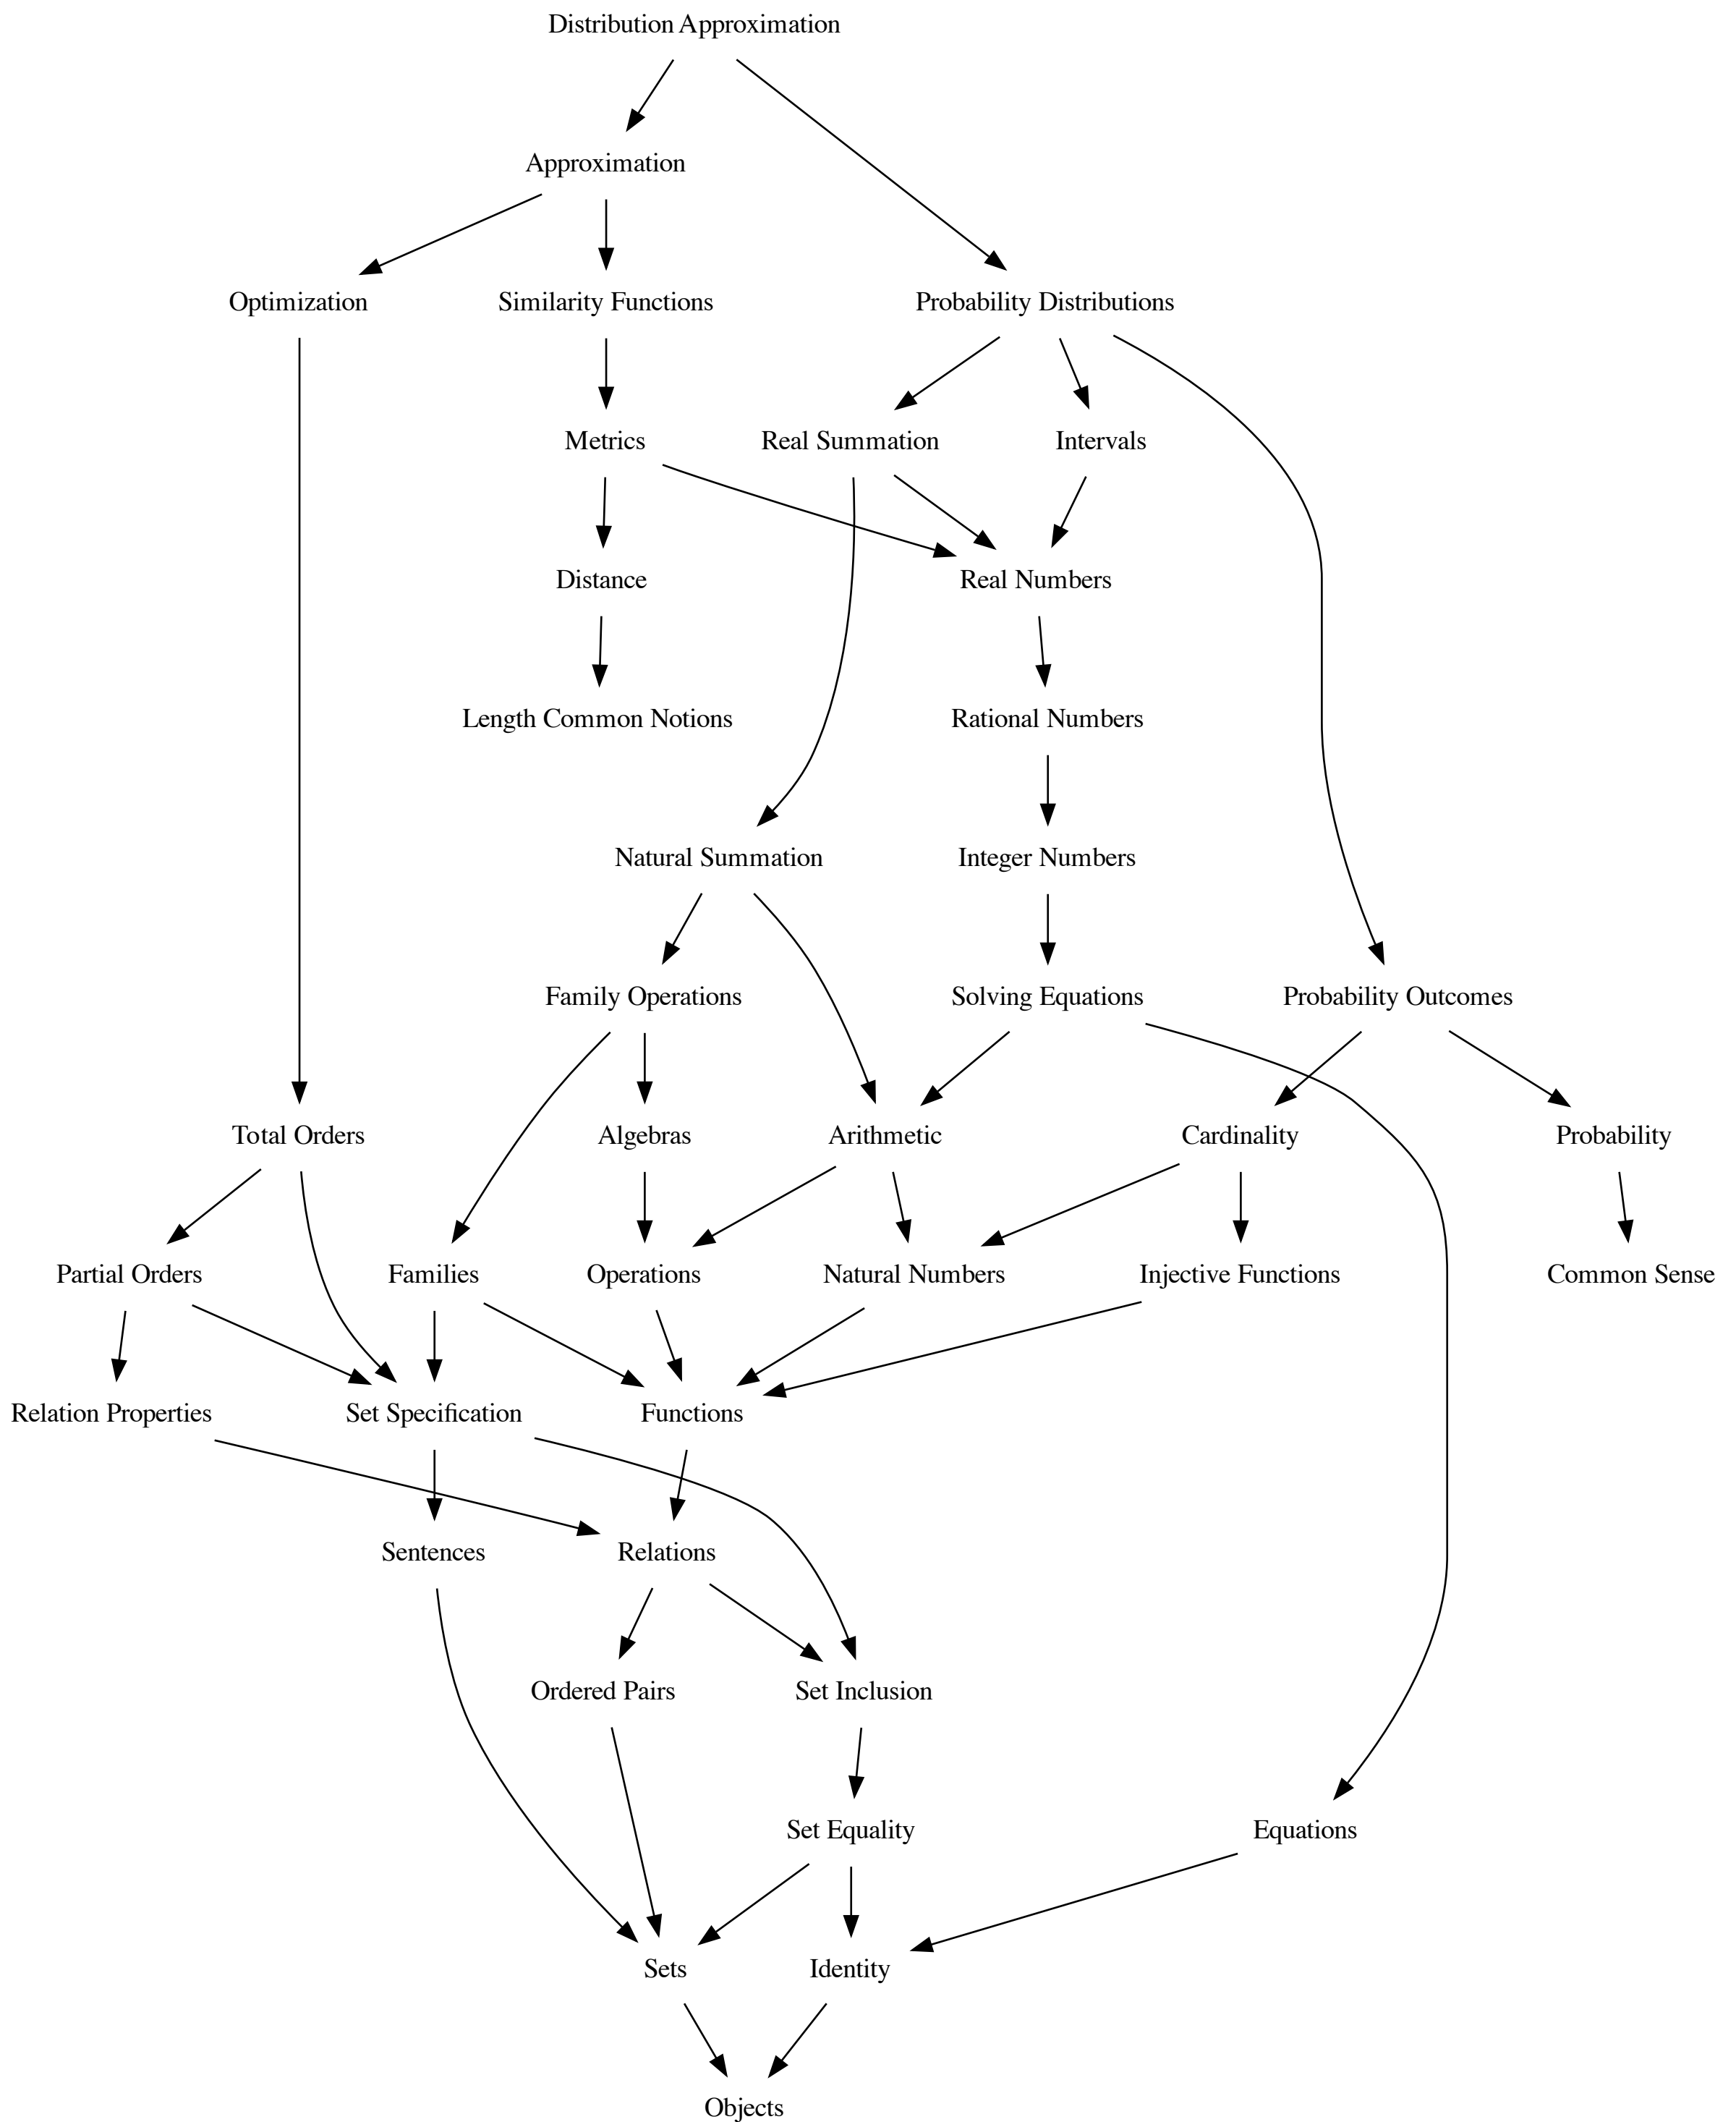 Distribution Approximation
Approximation
Optimization
Similarity Functions
Probability Distributions
Metrics
Real Summation
Intervals
Distance
Real Numbers
Length Common Notions
Rational Numbers
Natural Summation
Integer Numbers
Family Operations
Solving Equations
Probability Outcomes
Total Orders
Algebras
Arithmetic
Cardinality
Probability
Partial Orders
Families
Operations
Natural Numbers
Injective Functions
Common Sense
Relation Properties
Set Specification
Functions
Sentences
Relations
Ordered Pairs
Set Inclusion
Set Equality
Equations
Sets
Identity
Objects